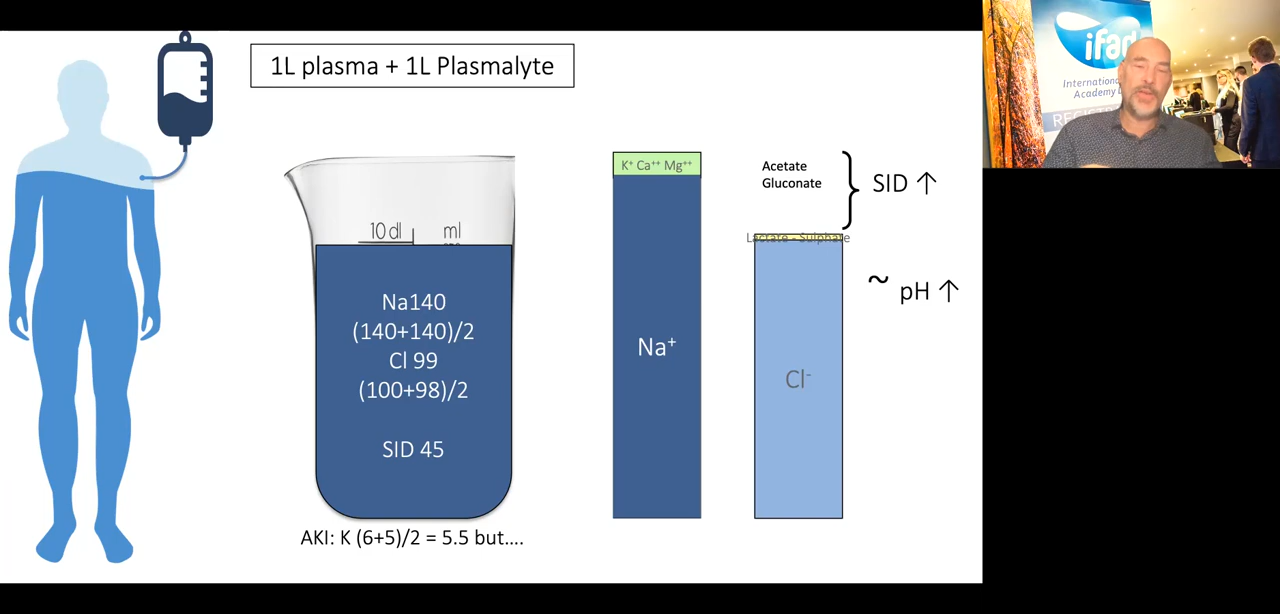 1L plasma + 1L Plasmalyte
10 dl ml
Na140
(140+140)/2
Cl 99
(100+98)/2
SID 45
AKI: K (6+5)/2 = 5.5 but....
K⁺ Ca⁺⁺ Mg⁺⁺
Na⁺
Acetate
Gluconate
SID ↑
Lactate - Sulphate
Cl⁻
~ pH ↑
ifad
International
Academy